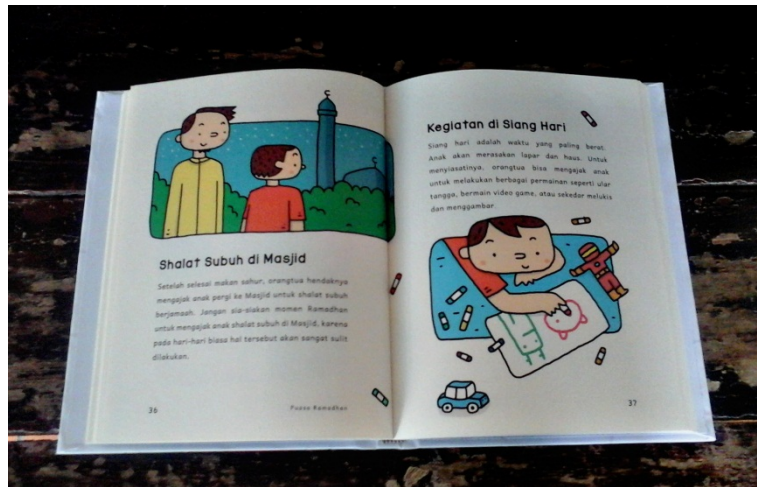 Shalat Subuh di Masjid
Setelah selesai makan sahur, orangtua hendaknya
mengajak anak pergi ke Masjid untuk shalat subuh
berjamaah. Jangan sia-siakan momen Ramadhan
untuk mengajak anak shalat subuh di Masjid, karena
pada hari-hari biasa hal tersebut akan sangat sulit
dilakukan.
36
Puasa Ramadhan
Kegiatan di Siang Hari
Siang hari adalah waktu yang paling berat.
Anak akan merasakan lapar dan haus. Untuk
menyiasatinya, orangtua bisa mengajak anak
untuk melakukan berbagai permainan seperti ular
tangga, bermain video game, atau sekedar melukis
dan menggambar.
37